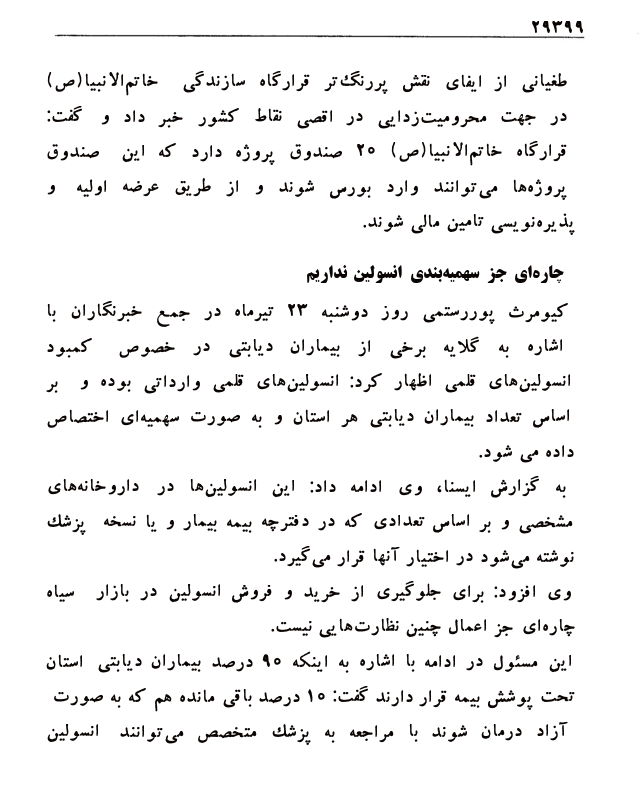 ۲۹۳۹۹
طغیانی از ایفای نقش پررنگ‌تر قرارگاه سازندگی خاتم‌الانبیا(ص)
در جهت محرومیت‌زدایی در اقصی نقاط کشور خبر داد و گفت:
قرارگاه خاتم‌الانبیا(ص) ۲۵ صندوق پروژه دارد که این صندوق
پروژه‌ها می‌توانند وارد بورس شوند و از طریق عرضه اولیه و
پذیره‌نویسی تامین مالی شوند.
چاره‌ای جز سهمیه‌بندی انسولین نداریم
کیومرث پوررستمی روز دوشنبه ۲۳ تیرماه در جمع خبرنگاران با
اشاره به گلایه برخی از بیماران دیابتی در خصوص کمبود
انسولین‌های قلمی اظهار کرد: انسولین‌های قلمی وارداتی بوده و بر
اساس تعداد بیماران دیابتی هر استان و به صورت سهمیه‌ای اختصاص
داده می شود.
به گزارش ایسنا، وی ادامه داد: این انسولین‌ها در داروخانه‌های
مشخصی و بر اساس تعدادی که در دفترچه بیمه بیمار و یا نسخه پزشک
نوشته می‌شود در اختیار آنها قرار می‌گیرد.
وی افزود: برای جلوگیری از خرید و فروش انسولین در بازار سیاه
چاره‌ای جز اعمال چنین نظارت‌هایی نیست.
این مسئول در ادامه با اشاره به اینکه ۹۰ درصد بیماران دیابتی استان
تحت پوشش بیمه قرار دارند گفت: ۱۰ درصد باقی مانده هم که به صورت
آزاد درمان شوند با مراجعه به پزشک متخصص می‌توانند انسولین